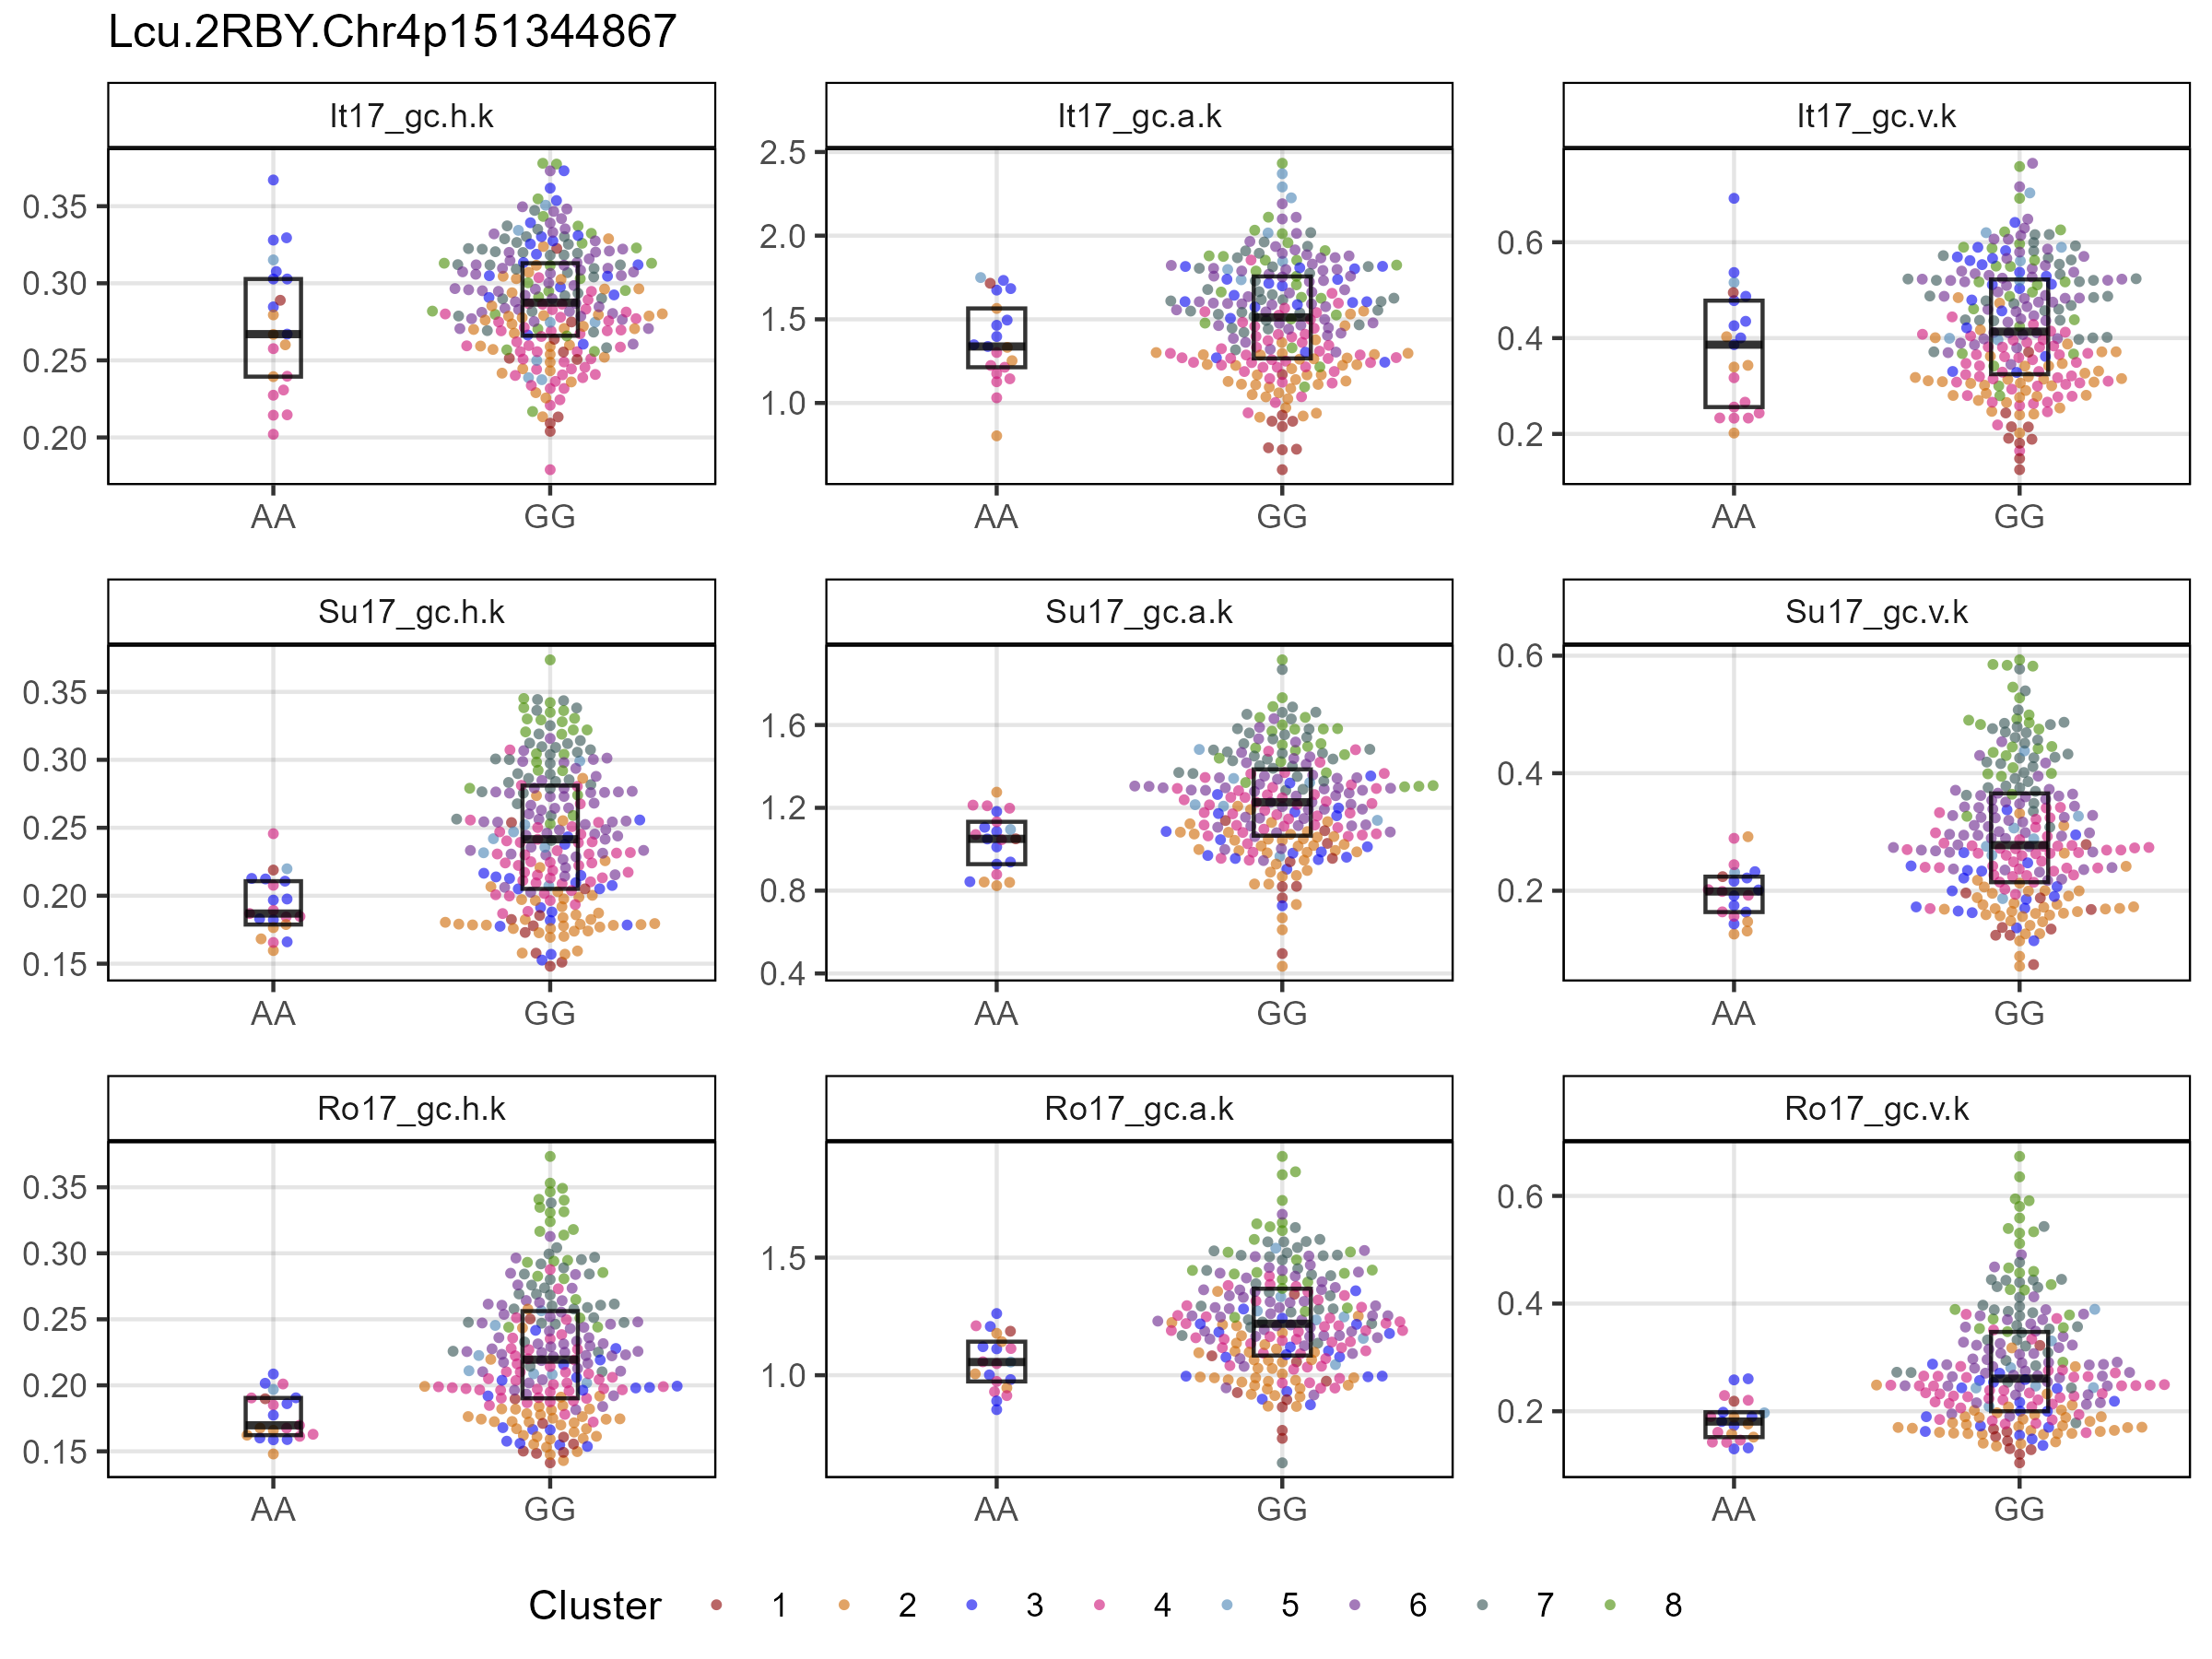 Lcu.2RBY.Chr4p151344867
It17_gc.h.k
It17_gc.a.k
It17_gc.v.k
0.35
0.30
0.25
0.20
2.5
2.0
1.5
1.0
0.6
0.4
0.2
AA
GG
AA
GG
AA
GG
Su17_gc.h.k
Su17_gc.a.k
Su17_gc.v.k
0.35
0.30
0.25
0.20
0.15
1.6
1.2
0.8
0.4
0.6
0.4
0.2
AA
GG
AA
GG
AA
GG
Ro17_gc.h.k
Ro17_gc.a.k
Ro17_gc.v.k
0.35
0.30
0.25
0.20
0.15
1.5
1.0
0.6
0.4
0.2
AA
GG
AA
GG
AA
GG
Cluster 1 2 3 4 5 6 7 8